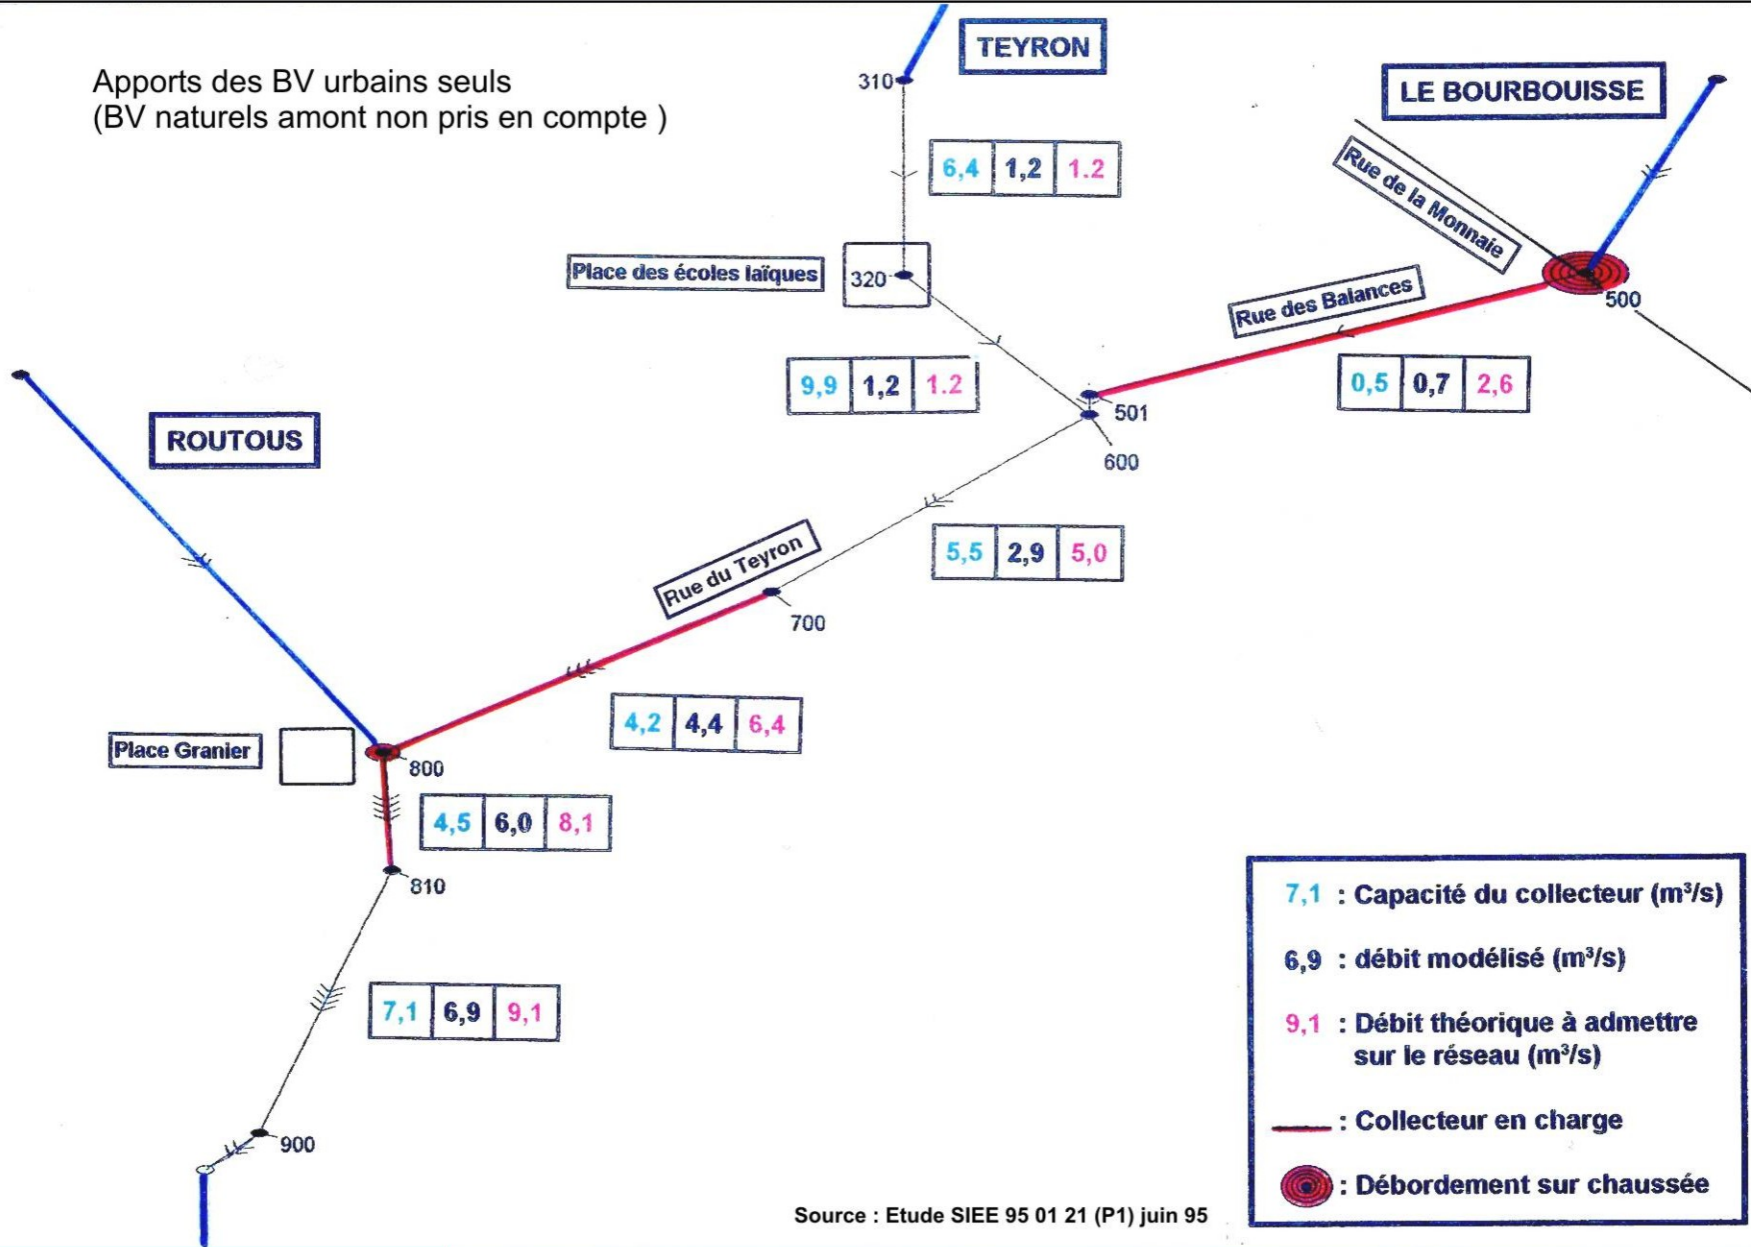 Apports des BV urbains seuls
(BV naturels amont non pris en compte )
TEYRON
310
LE BOURBOUISSE
6,4 1,2 1.2
Rue de la Monnaie
Place des écoles laïques
320
500
Rue des Balances
9,9 1,2 1.2
0,5 0,7 2,6
501
600
ROUTOUS
5,5 2,9 5,0
Rue du Teyron
700
4,2 4,4 6,4
Place Granier
800
4,5 6,0 8,1
810
7,1 6,9 9,1
900
7,1 : Capacité du collecteur (m³/s)
6,9 : débit modélisé (m³/s)
9,1 : Débit théorique à admettre
sur le réseau (m³/s)
: Collecteur en charge
: Débordement sur chaussée
Source : Etude SIEE 95 01 21 (P1) juin 95